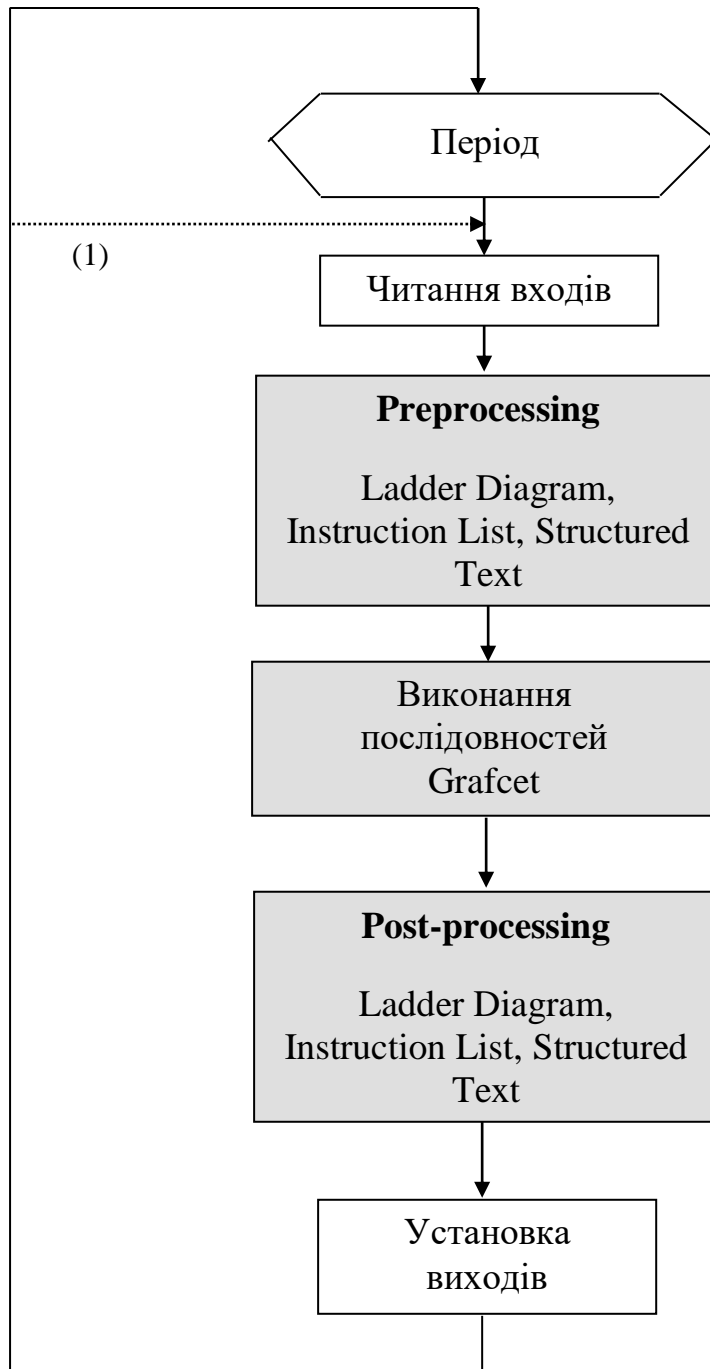 Період
(1)
Читання входів
Preprocessing
Ladder Diagram,
Instruction List, Structured
Text
Виконання
послідовностей
Grafcet
Post-processing
Ladder Diagram,
Instruction List, Structured
Text
Установка
виходів